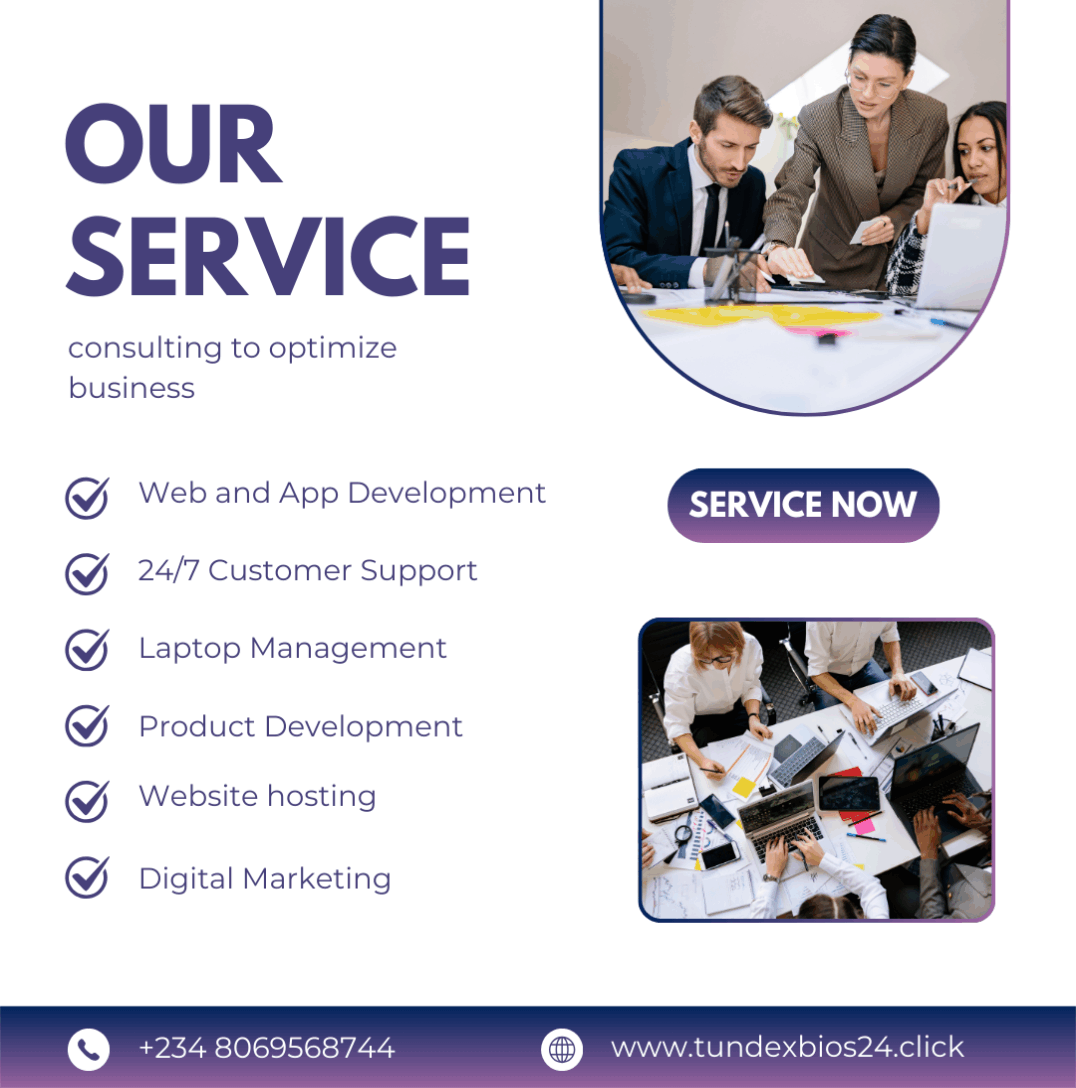 OUR
SERVICE
consulting to optimize
business
Web and App Development
24/7 Customer Support
Laptop Management
Product Development
Website hosting
Digital Marketing
SERVICE NOW
+234 8069568744
www.tundexbios24.click